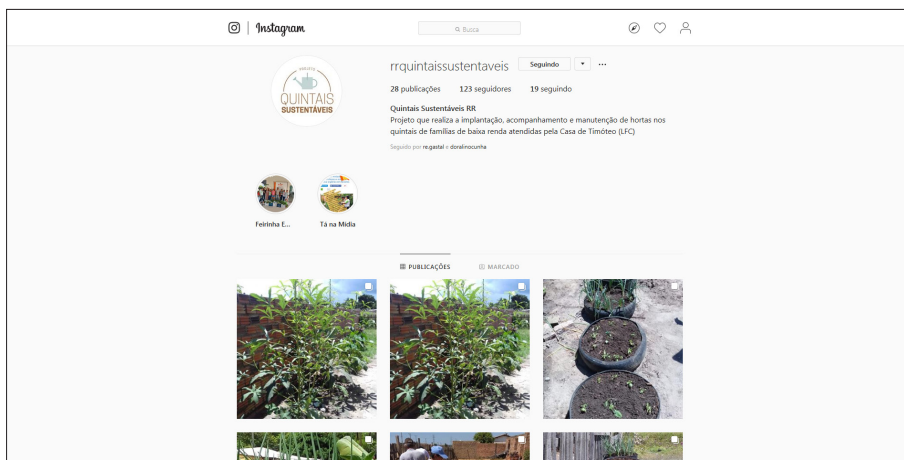 Instagram
Busca
PROJETO
QUINTAIS
SUSTENTÁVEIS
rrquintaissustentaveis Seguindo
28 publicações 123 seguidores 19 seguindo
Quintais Sustentáveis RR
Projeto que realiza a implantação, acompanhamento e manutenção de hortas nos
quintais de famílias de baixa renda atendidas pela Casa de Timóteo (LFC)
Seguido por re.gastal e doralinocunha
Feirinha E... Tá na Mídia
PUBLICAÇÕES MARCADO